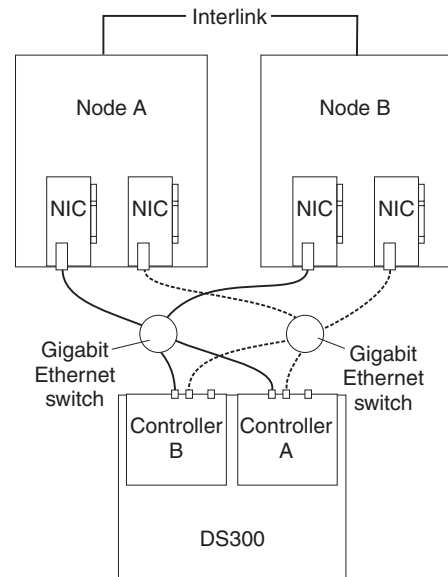 Interlink
Node A
Node B
NIC
NIC
NIC
NIC
Gigabit
Ethernet
switch
Gigabit
Ethernet
switch
Controller
B
Controller
A
DS300